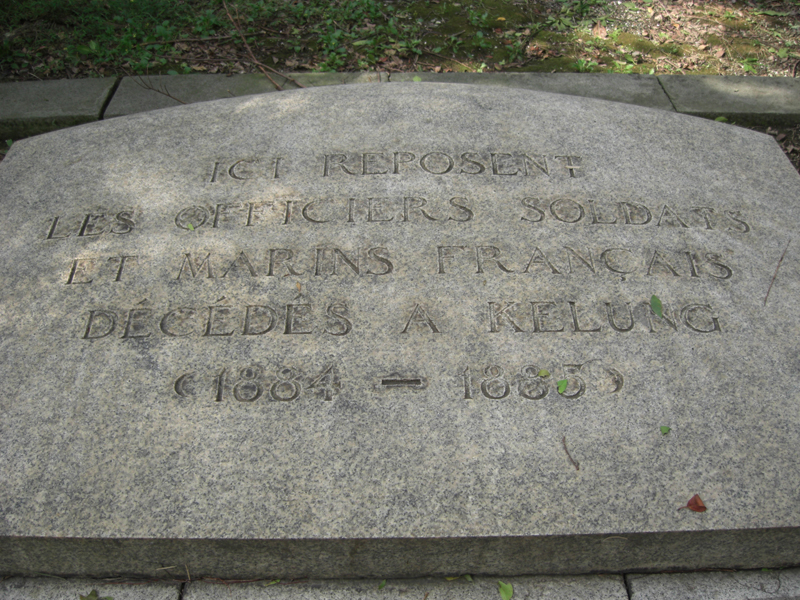 ICI REPOSENT
LES OFFICIERS SOLDATS
ET MARINS FRANÇAIS
DÉCÉDÉS A KELUNG
(1884 — 1885)